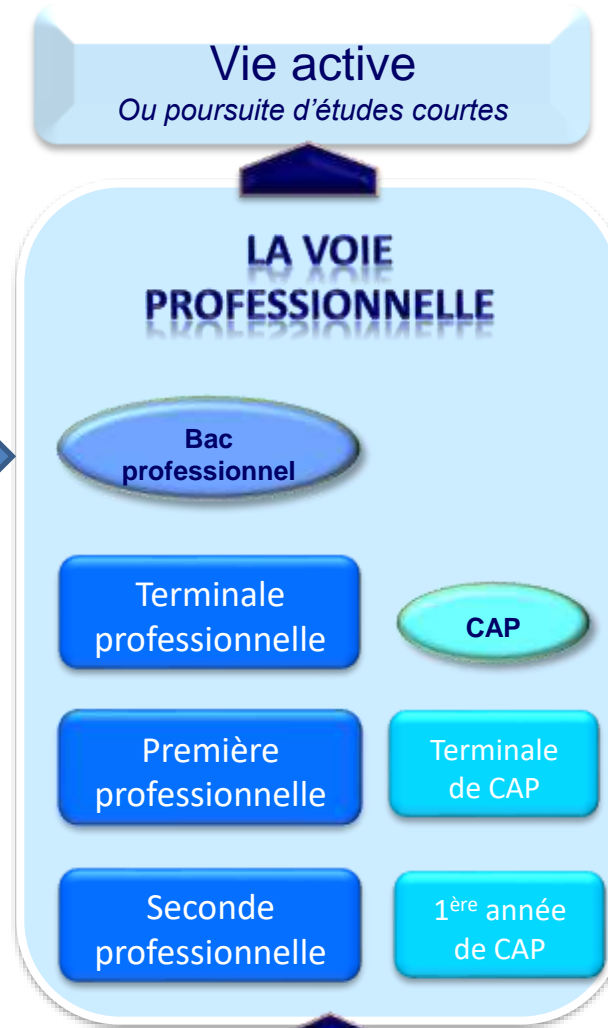 Vie active
Ou poursuite d’études courtes
LA VOIE
PROFESSIONNELLE
Bac
professionnel
Terminale
professionnelle
CAP
Première
professionnelle
Terminale
de CAP
Seconde
professionnelle
1ère année
de CAP